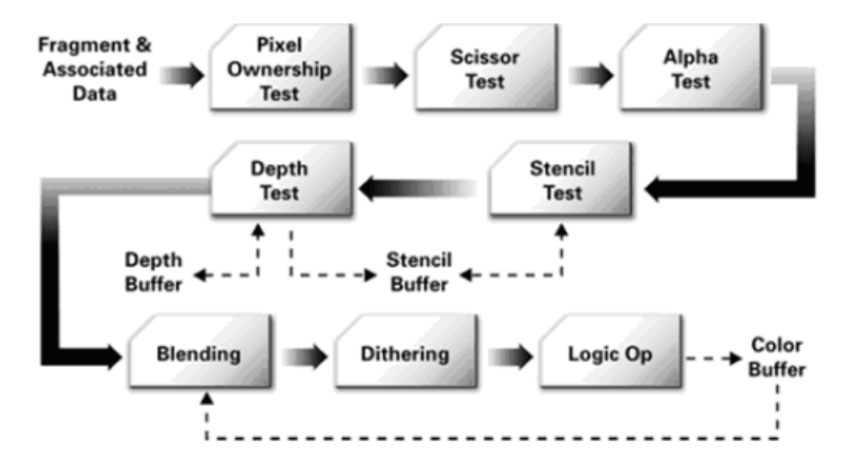 Fragment &
Associated
Data
Pixel
Ownership
Test
Scissor
Test
Alpha
Test
Depth
Test
Stencil
Test
Depth
Buffer
Stencil
Buffer
Blending
Dithering
Logic Op
Color
Buffer